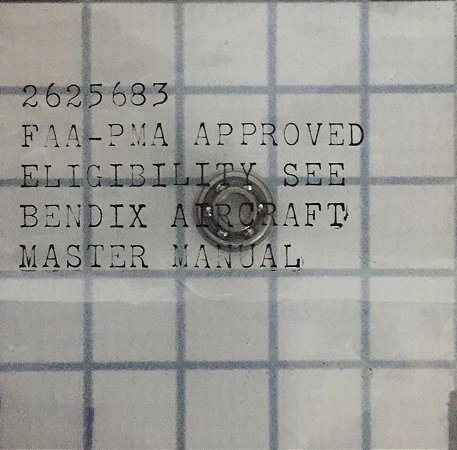 2625683
FAA-PMA APPROVED
ELIGIBILITY SEE
BENDIX AIRCRAFT
MASTER MANUAL